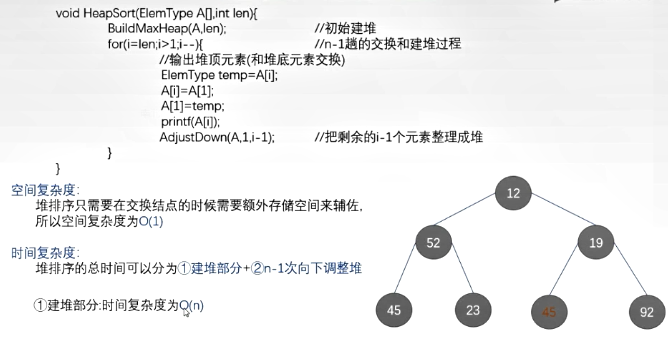 void HeapSort(ElemType A[],int len){
BuildMaxHeap(A,len); //初始建堆
for(i=len;i>1;i--){ //n-1趟的交换和建堆过程
//输出堆顶元素(和堆底元素交换)
ElemType temp=A[i];
A[i]=A[1];
A[1]=temp;
printf(A[i]);
AdjustDown(A,1,i-1); //把剩余的i-1个元素整理成堆
}
}
空间复杂度:
堆排序只需要在交换结点的时候需要额外存储空间来辅佐,
所以空间复杂度为O(1)
时间复杂度:
堆排序的总时间可以分为①建堆部分+②n-1次向下调整堆
①建堆部分:时间复杂度为O(n)
12
52 19
45 23 45 92